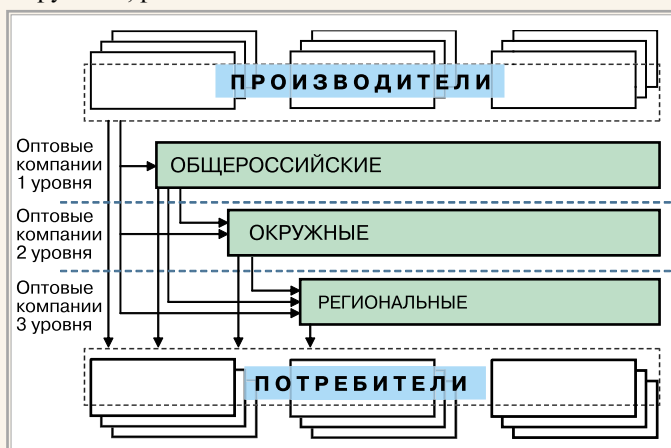 ПРОИЗВОДИТЕЛИ
Оптовые
компании
1 уровня
ОБЩЕРОССИЙСКИЕ
Оптовые
компании
2 уровня
ОКРУЖНЫЕ
Оптовые
компании
3 уровня
РЕГИОНАЛЬНЫЕ
ПОТРЕБИТЕЛИ